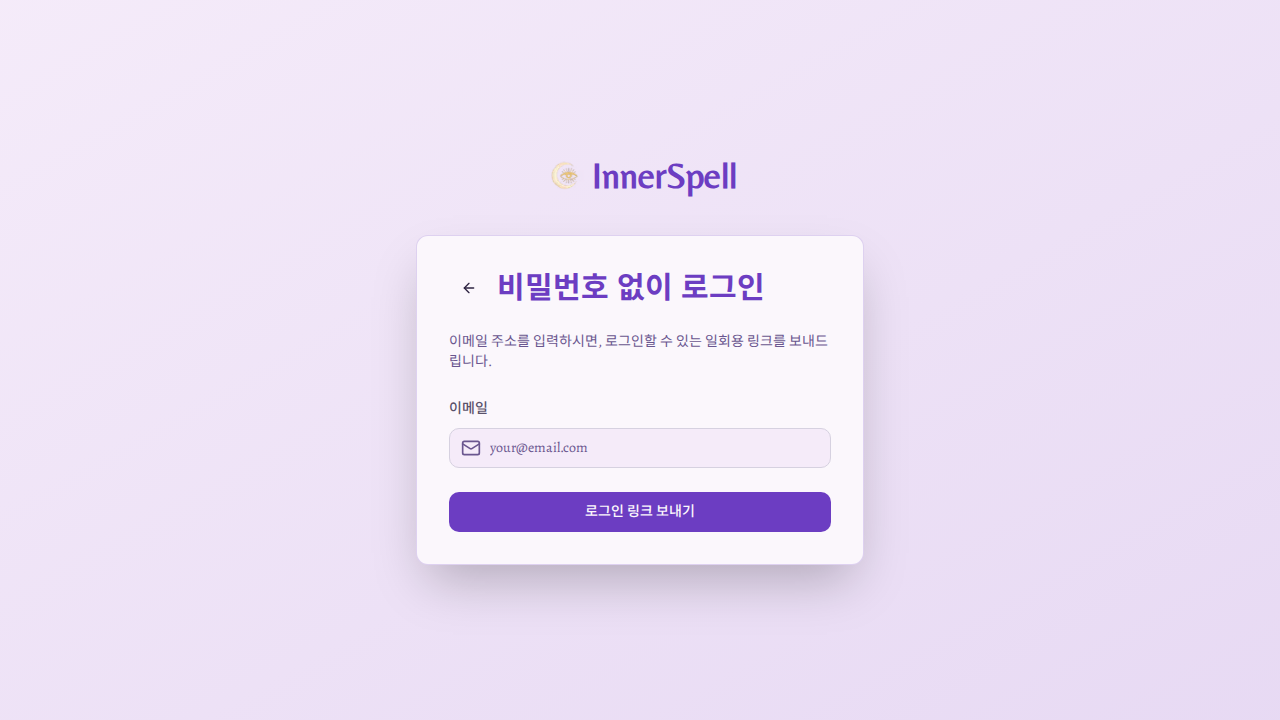 InnerSpell
비밀번호 없이 로그인
이메일 주소를 입력하시면, 로그인할 수 있는 일회용 링크를 보내드
립니다.
이메일
your@email.com
로그인 링크 보내기